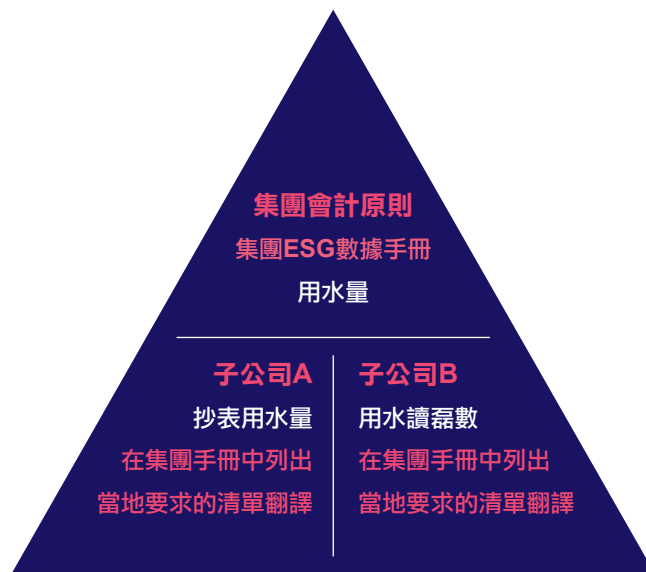 集團會計原則
集團ESG數據手冊
用水量
子公司A
抄表用水量
在集團手冊中列出
當地要求的清單翻譯
子公司B
用水讀磊數
在集團手冊中列出
當地要求的清單翻譯